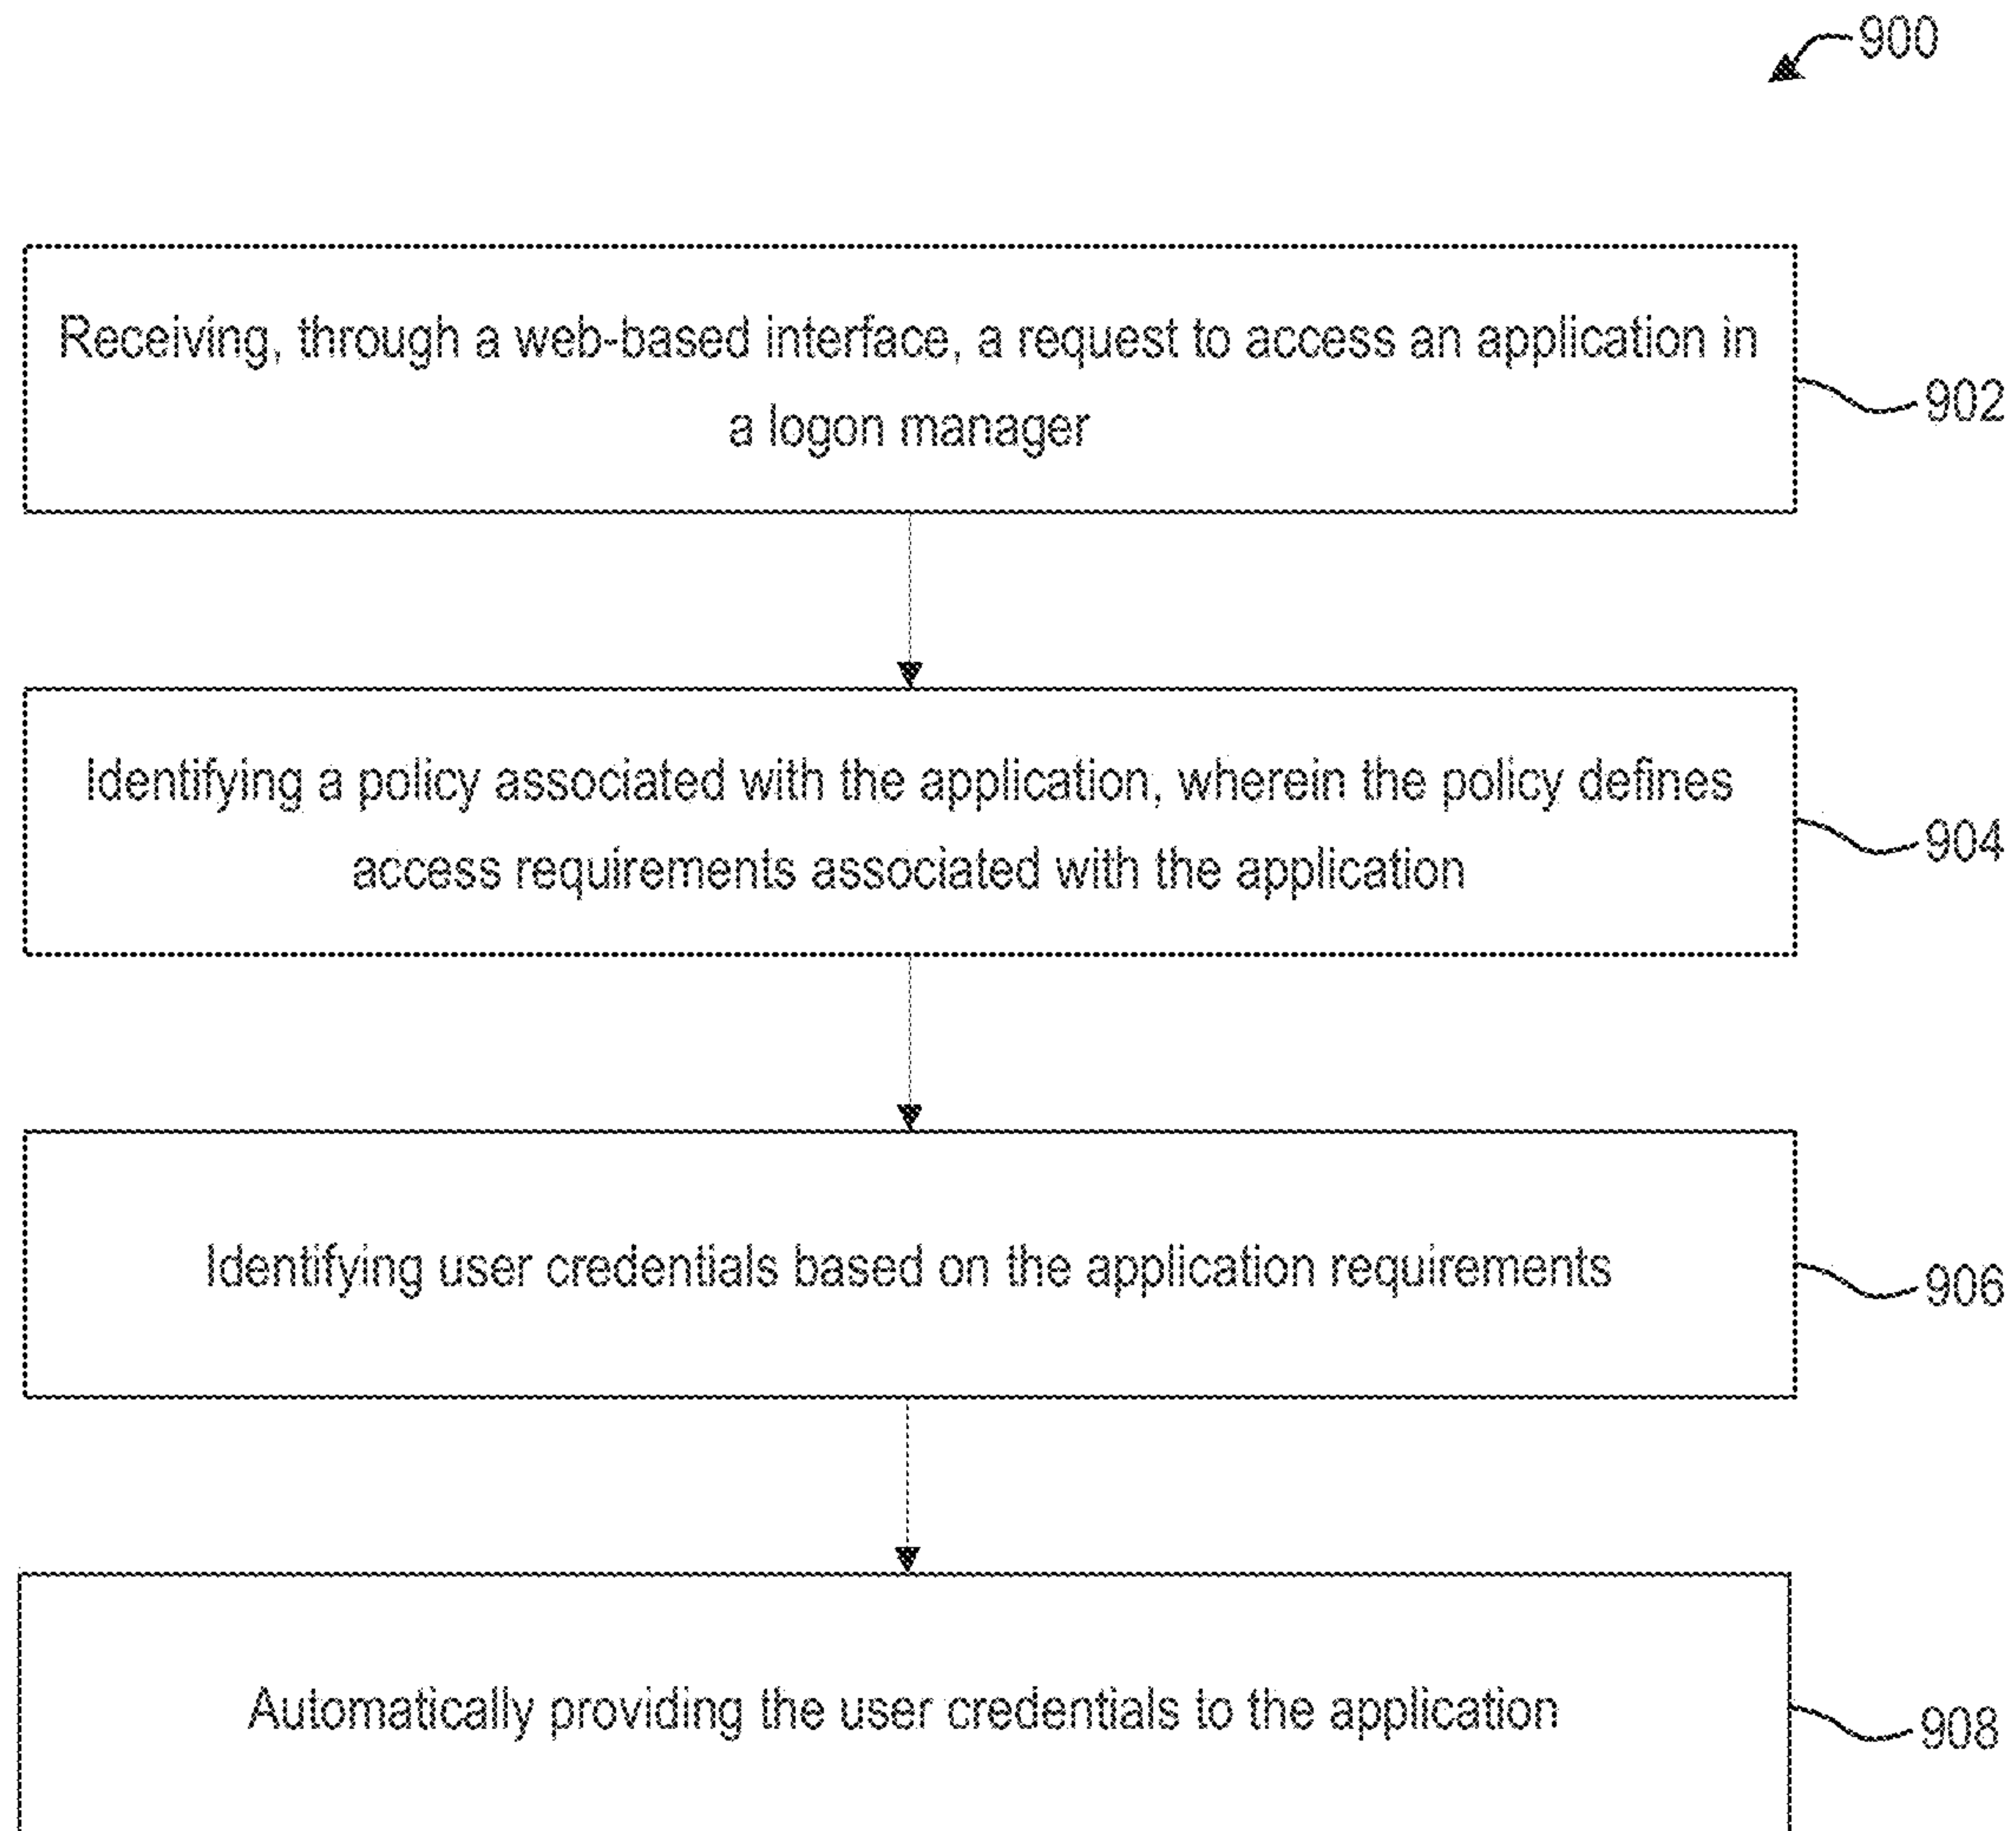 900
Receiving, through a web-based interface, a request to access an application in
a logon manager
902
Identifying a policy associated with the application, wherein the policy defines
access requirements associated with the application
904
Identifying user credentials based on the application requirements
906
Automatically providing the user credentials to the application
908